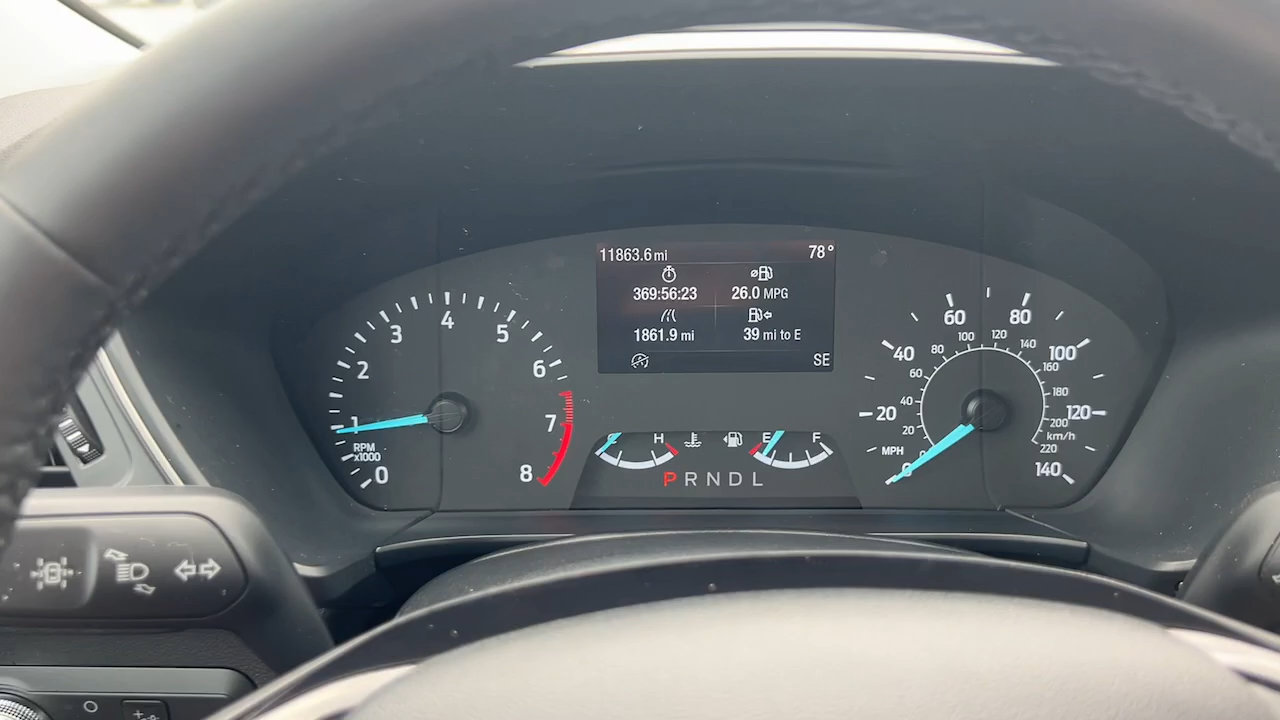 11863.6 mi 78°
369:56:23 26.0 MPG
1861.9 mi 39 mi to E
SE
0 1 2 3 4 5 6 7 8
RPM
x1000
H
E F
P R N D L
0 20 40 60 80 100 120 140
MPH
0 20 40 60 80 100 120 140 160 180 200 220
km/h